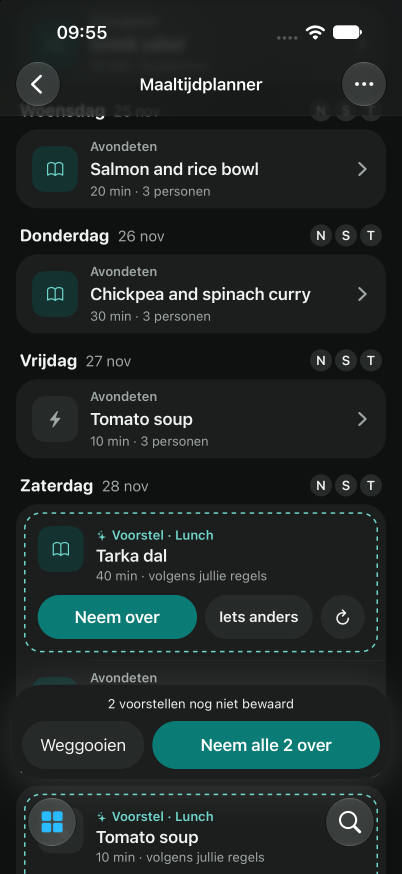 09:55
Maaltijdplanner
Woensdag 25 nov N S T
Avondeten
Salmon and rice bowl
20 min · 3 personen
Donderdag 26 nov N S T
Avondeten
Chickpea and spinach curry
30 min · 3 personen
Vrijdag 27 nov N S T
Avondeten
Tomato soup
10 min · 3 personen
Zaterdag 28 nov N S T
Voorstel · Lunch
Tarka dal
40 min · volgens jullie regels
Neem over Iets anders
Avondeten
2 voorstellen nog niet bewaard
Weggooien Neem alle 2 over
Voorstel · Lunch
Tomato soup
10 min · volgens jullie regels